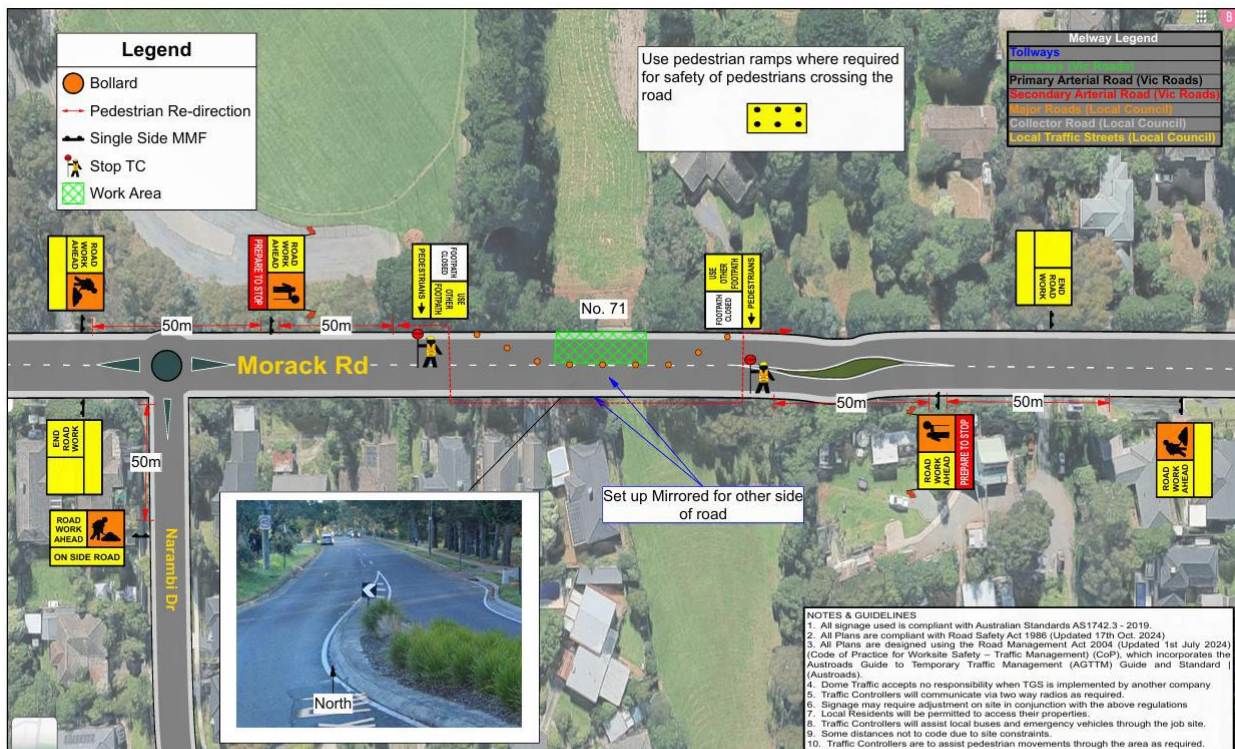 Legend
Bollard
Pedestrian Re-direction
Single Side MMF
Stop TC
Work Area
Use pedestrian ramps where required
for safety of pedestrians crossing the
road
B
Melway Legend
Tollways
Freeways (Vic Roads)
Primary Arterial Road (Vic Roads)
Secondary Arterial Road (Vic Roads)
Major Roads (Local Council)
Collector Road (Local Council)
Local Traffic Streets (Local Council)
ROAD
WORK
AHEAD
PREPARE TO STOP
ROAD
WORK
AHEAD
PEDESTRIANS
FOOTPATH
CLOSED
USE
OTHER
FOOTPATH
No. 71
USE
OTHER
FOOTPATH
FOOTPATH
CLOSED
PEDESTRIANS
END
ROAD
WORK
50m
50m
Morack Rd
50m
50m
END
ROAD
WORK
50m
ROAD
WORK
AHEAD
ON SIDE ROAD
Narambi Dr
Set up Mirrored for other side
of road
ROAD
WORK
AHEAD
PREPARE TO STOP
ROAD
WORK
AHEAD
North
NOTES & GUIDELINES
1. All signage used is compliant with Australian Standards AS1742.3 - 2019.
2. All Plans are compliant with Road Safety Act 1986 (Updated 17th Oct. 2024)
3. All Plans are designed using the Road Management Act 2004 (Updated 1st July 2024)
(Code of Practice for Worksite Safety – Traffic Management) (CoP), which incorporates the
Austroads Guide to Temporary Traffic Management (AGTTM) Guide and Standard |
(Austroads).
4. Dome Traffic accepts no responsibility when TGS is implemented by another company
5. Traffic Controllers will communicate via two way radios as required.
6. Signage may require adjustment on site in conjunction with the above regulations
7. Local Residents will be permitted to access their properties.
8. Traffic Controllers will assist local buses and emergency vehicles through the job site.
9. Some distances not to code due to site constraints.
10. Traffic Controllers are to assist pedestrian movements through the area as required.